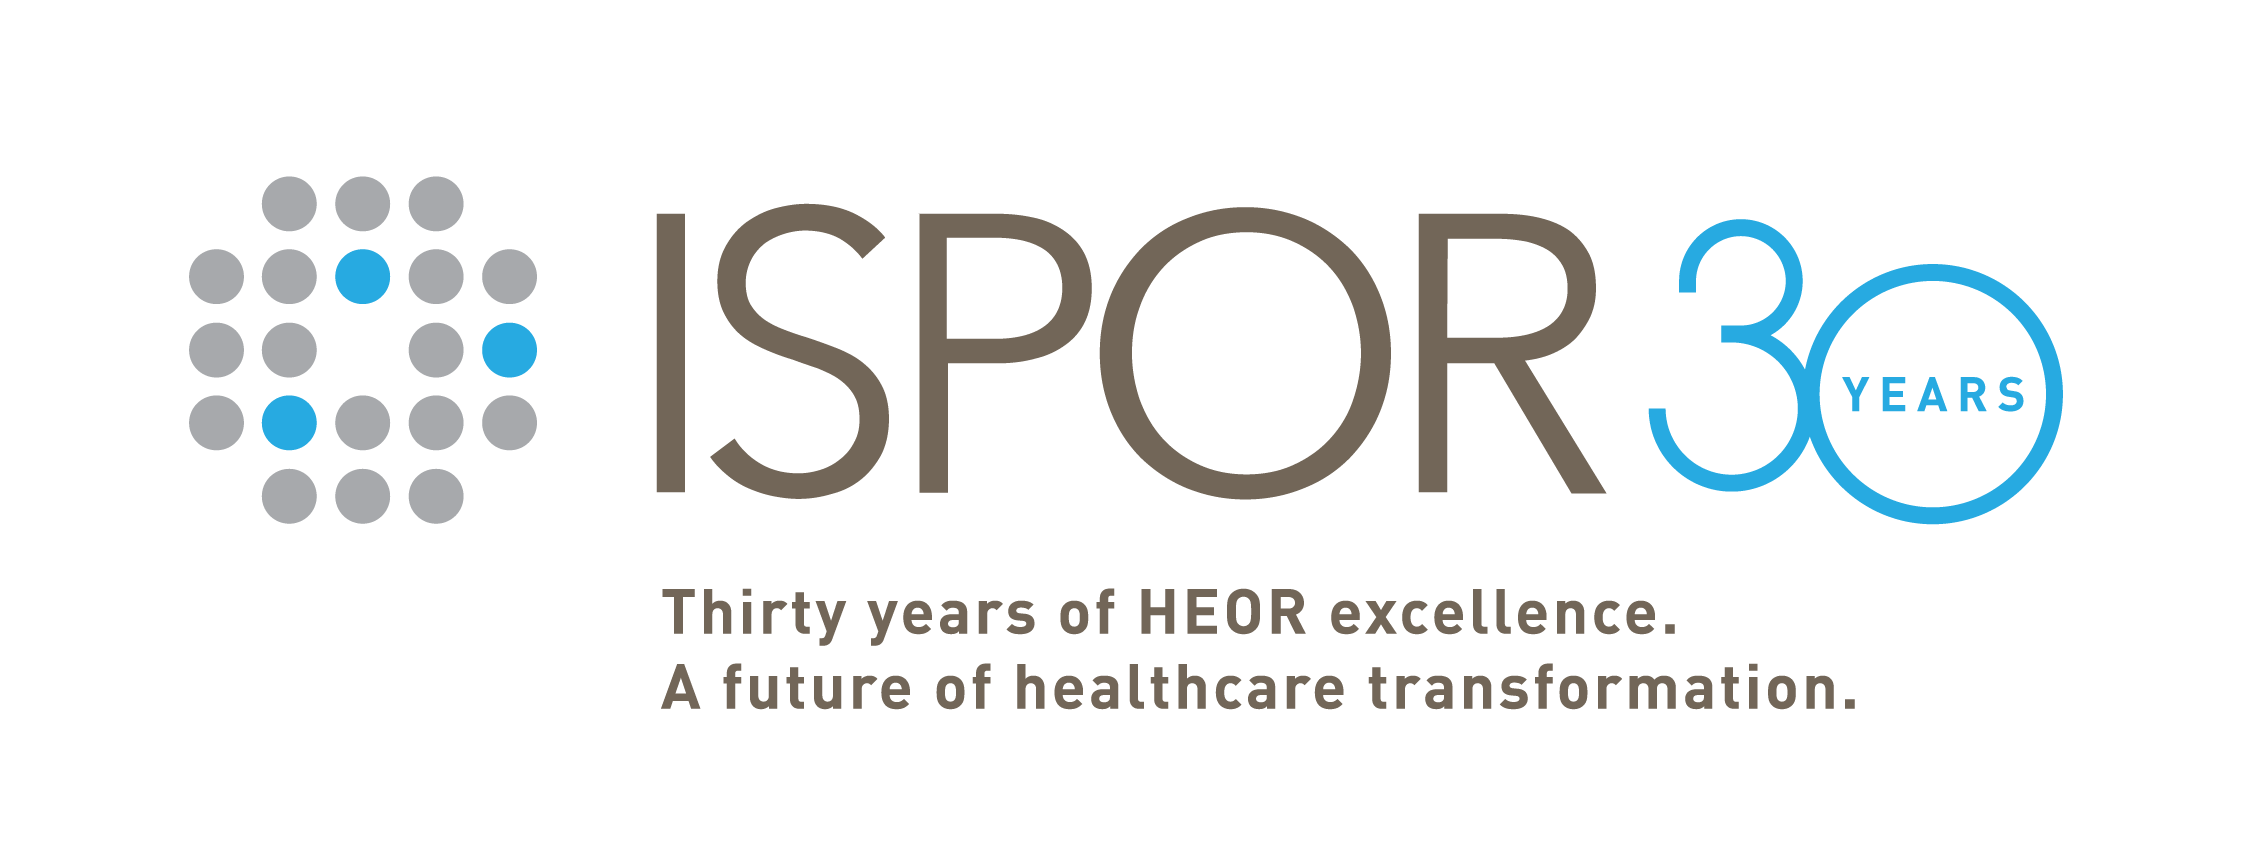 ISPOR 30
YEARS
Thirty years of HEOR excellence.
A future of healthcare transformation.